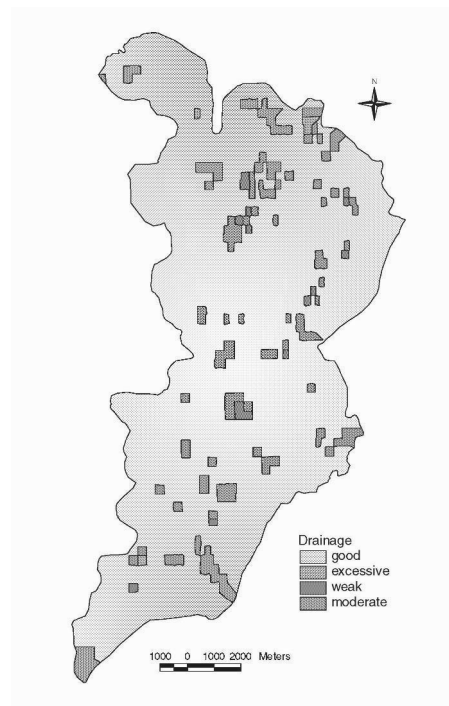 N
Drainage
good
excessive
weak
moderate
1000 0 1000 2000 Meters